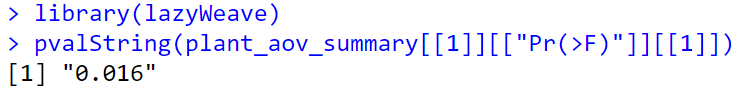 > library(lazyWeave)
> pvalString(plant_aov_summary[[1]][["Pr(>F)"]][[1]])
[1] "0.016"